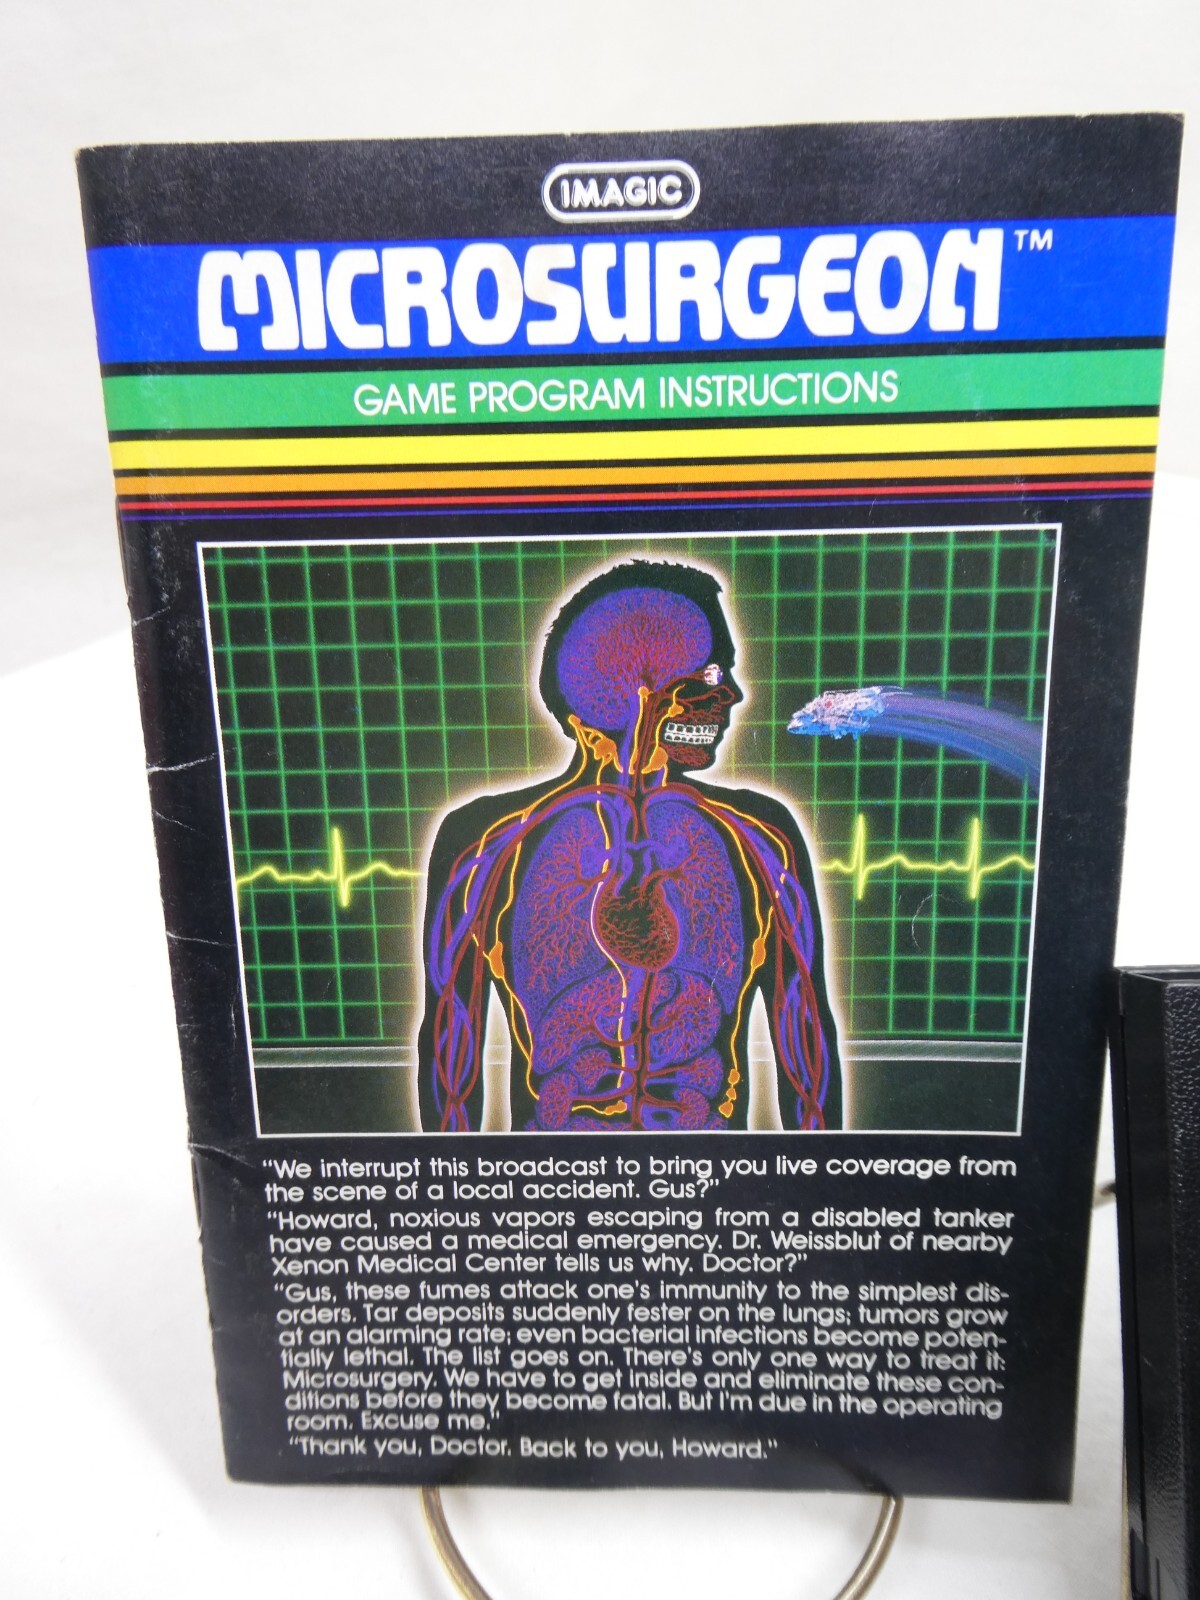 IMAGIC
MICROSURGEON™
GAME PROGRAM INSTRUCTIONS
"We interrupt this broadcast to bring you live coverage from
the scene of a local accident. Gus?"
"Howard, noxious vapors escaping from a disabled tanker
have caused a medical emergency. Dr. Weissblut of nearby
Xenon Medical Center tells us why. Doctor?"
"Gus, these fumes attack one's immunity to the simplest dis-
orders. Tar deposits suddenly fester on the lungs; tumors grow
at an alarming rate; even bacterial infections become poten-
tially lethal. The list goes on. There's only one way to treat it:
Microsurgery. We have to get inside and eliminate these con-
ditions before they become fatal. But I'm due in the operating
room. Excuse me."
"Thank you, Doctor. Back to you, Howard."